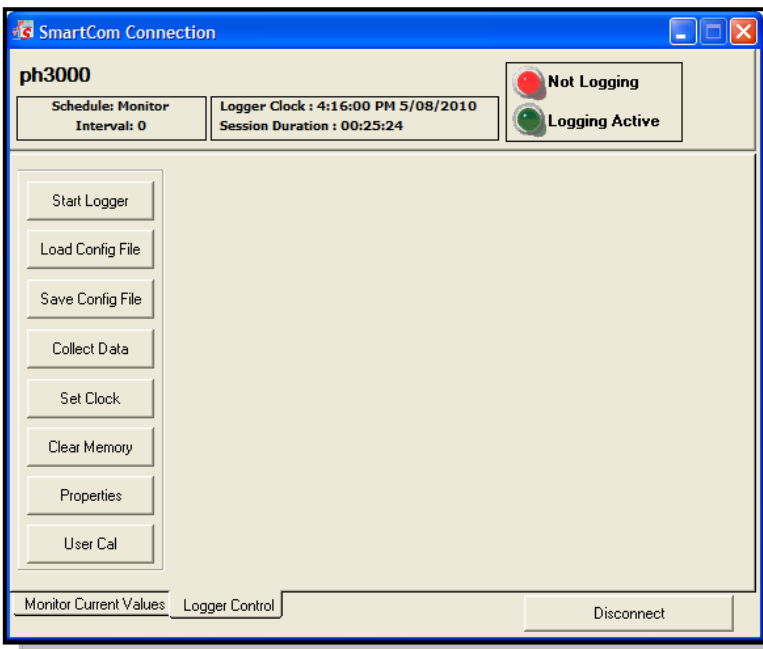 SmartCom Connection
ph3000
Schedule: Monitor
Interval: 0
Logger Clock : 4:16:00 PM 5/08/2010
Session Duration : 00:25:24
Not Logging
Logging Active
Start Logger
Load Config File
Save Config File
Collect Data
Set Clock
Clear Memory
Properties
User Cal
Monitor Current Values
Logger Control
Disconnect